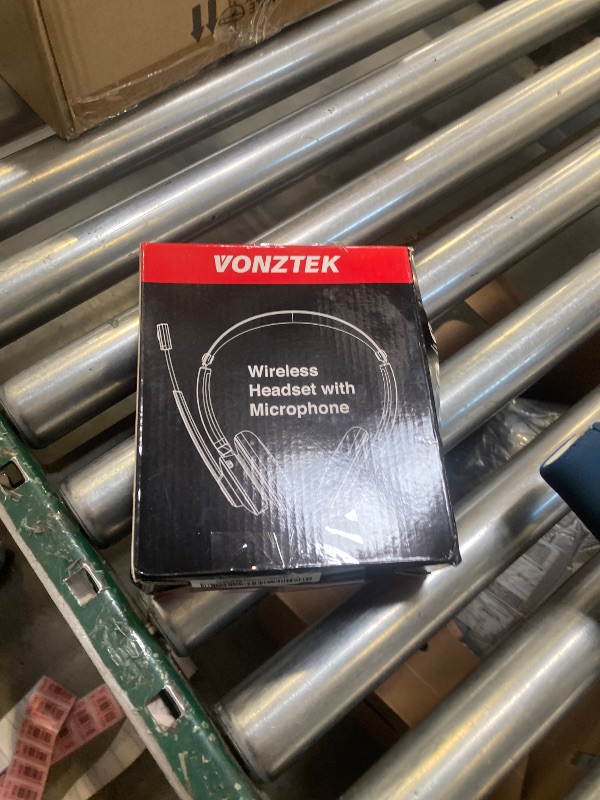 VONZTEK
Wireless
Headset with
Microphone